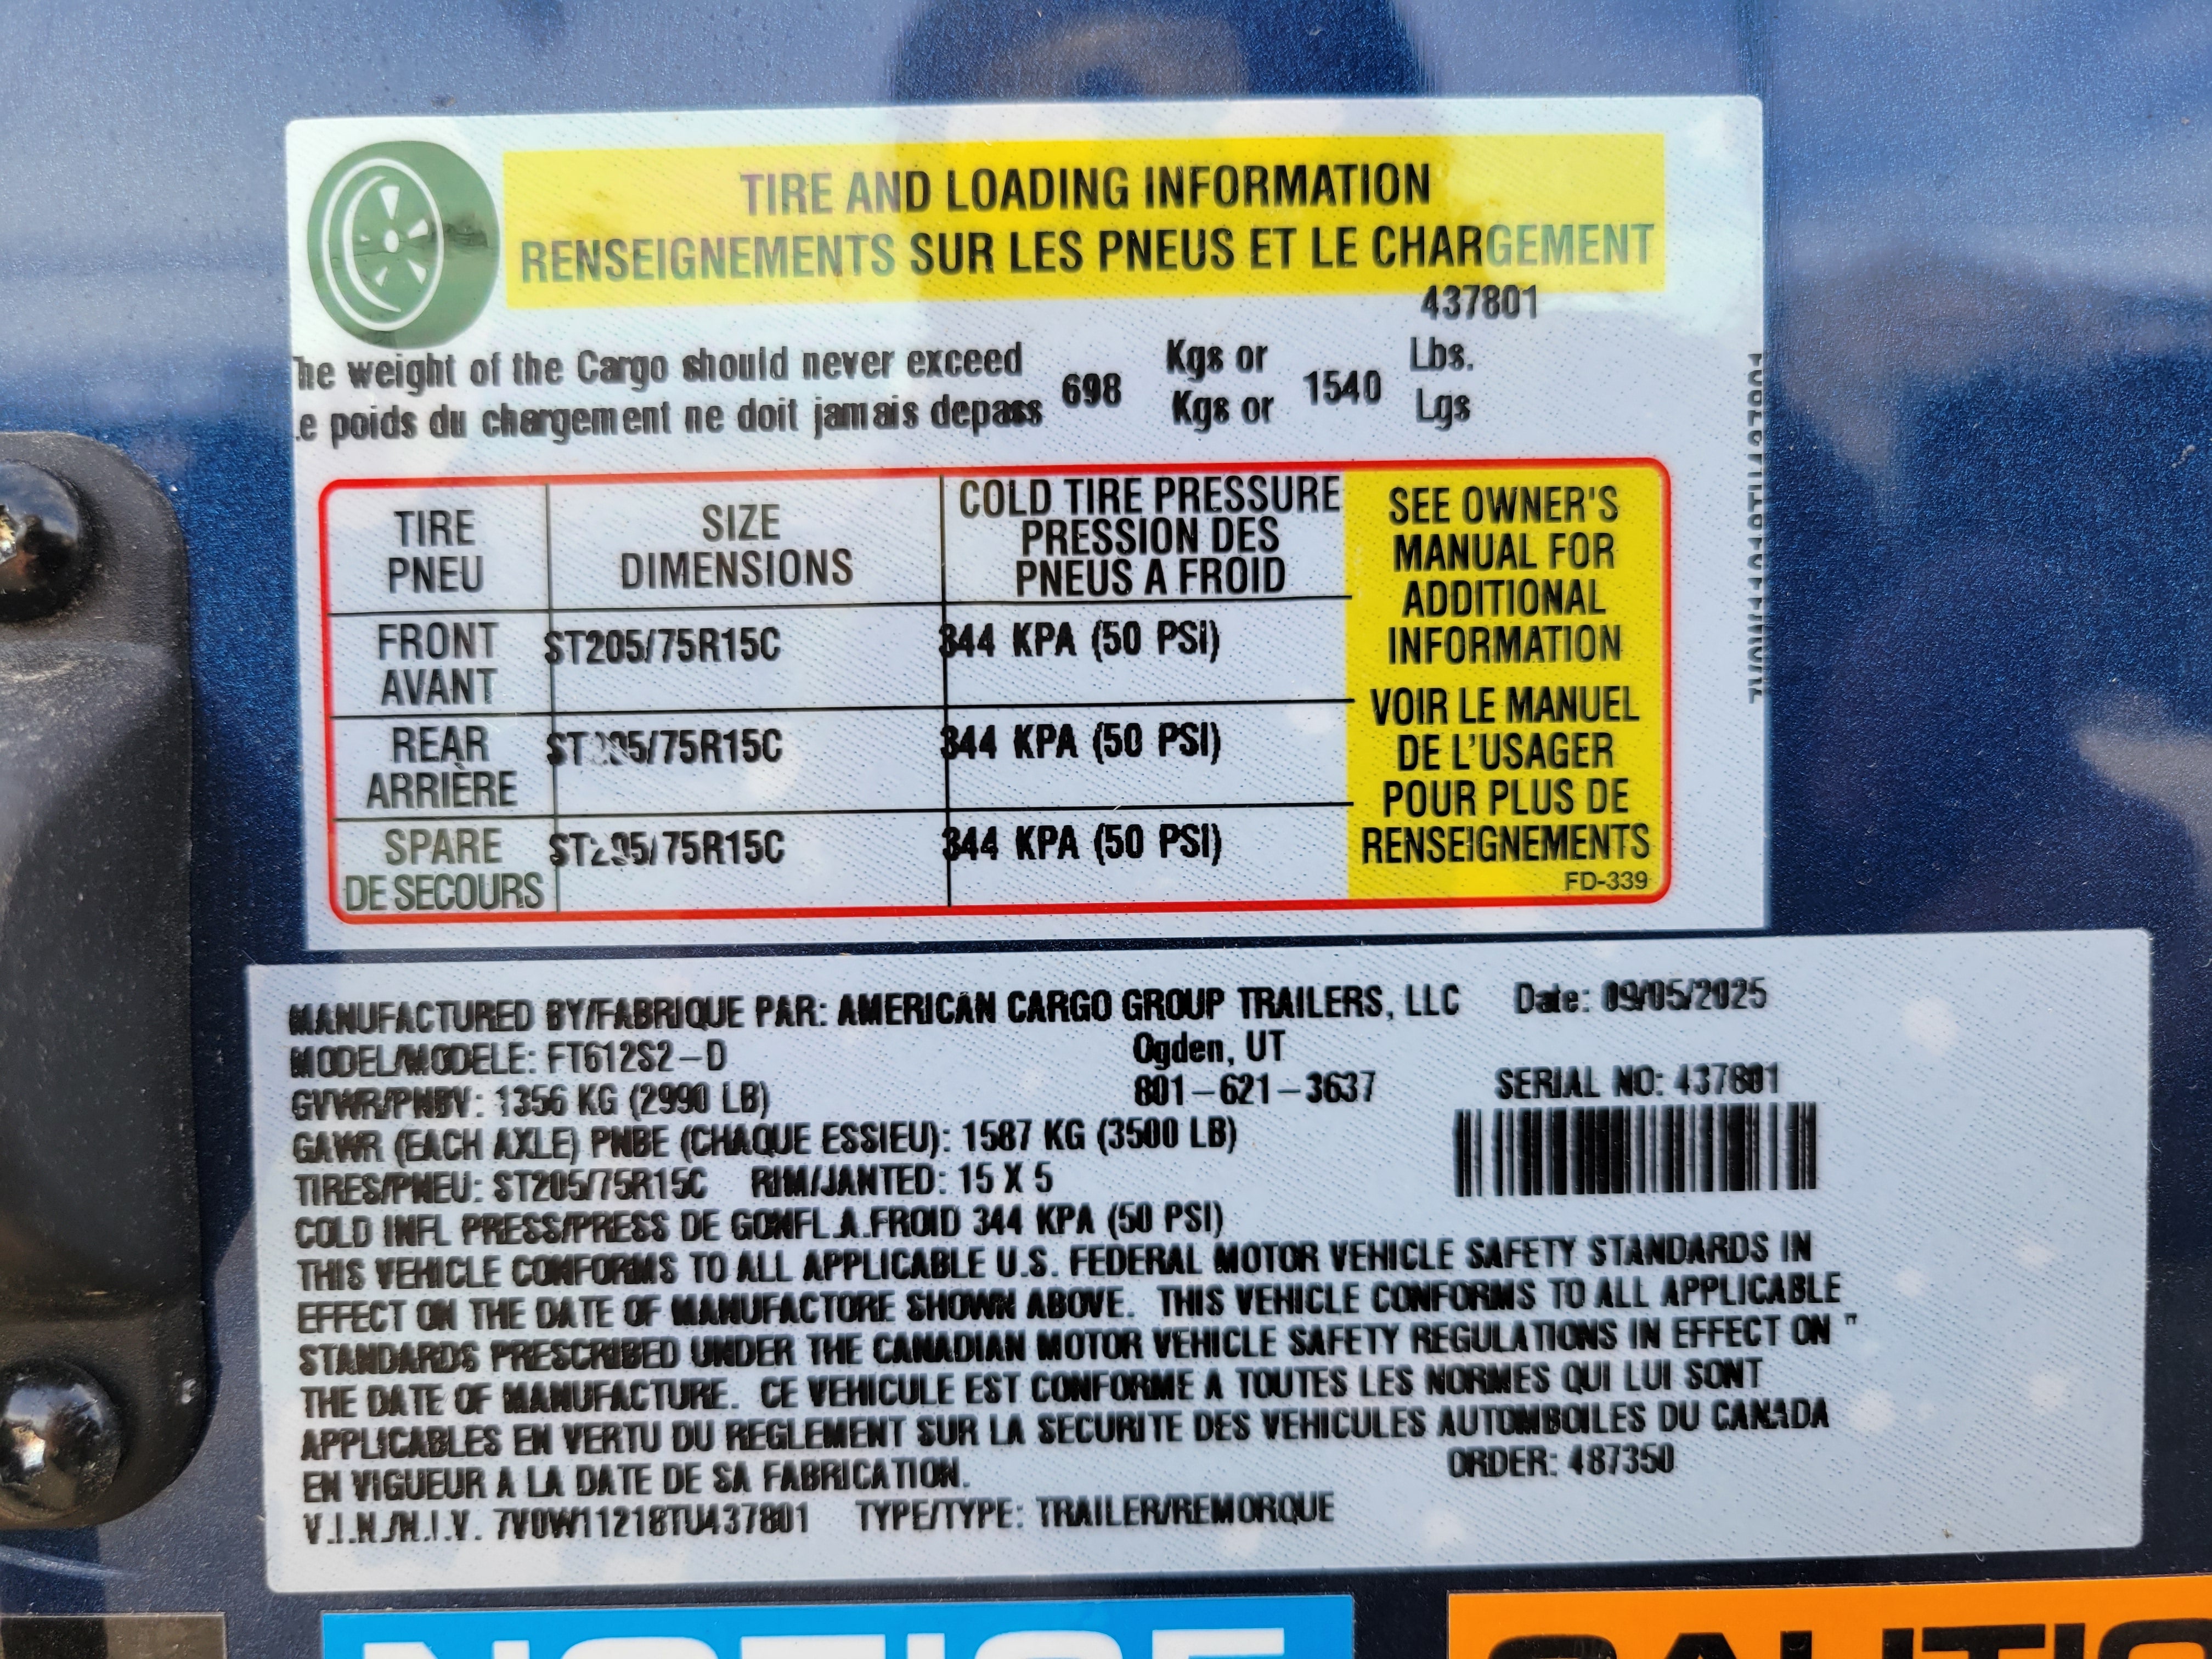 TIRE AND LOADING INFORMATION
RENSEIGNEMENTS SUR LES PNEUS ET LE CHARGEMENT
437801
he weight of the Cargo should never exceed 698 Kgs or 1540 Lbs.
.e poids du chargement ne doit jamais depass Kgs or Lgs
TIRE PNEU SIZE DIMENSIONS COLD TIRE PRESSURE PRESSION DES PNEUS A FROID
FRONT AVANT ST205/75R15C 344 KPA (50 PSI)
REAR ARRIÈRE ST205/75R15C 344 KPA (50 PSI)
SPARE DE SECOURS ST205/75R15C 344 KPA (50 PSI)
SEE OWNER'S
MANUAL FOR
ADDITIONAL
INFORMATION
VOIR LE MANUEL
DE L'USAGER
POUR PLUS DE
RENSEIGNEMENTS
FD-339
MANUFACTURED BY/FABRIQUE PAR: AMERICAN CARGO GROUP TRAILERS, LLC Date: 09/05/2025
MODEL/MODELE: FT612S2-D Ogden, UT
GVWR/PNBV: 1356 KG (2990 LB) 801-621-3637 SERIAL NO: 437801
GAWR (EACH AXLE) PNBE (CHAQUE ESSIEU): 1587 KG (3500 LB)
TIRES/PNEU: ST205/75R15C RIM/JANTED: 15 X 5
COLD INFL PRESS/PRESS DE GONFL.A.FROID 344 KPA (50 PSI)
THIS VEHICLE CONFORMS TO ALL APPLICABLE U.S. FEDERAL MOTOR VEHICLE SAFETY STANDARDS IN
EFFECT ON THE DATE OF MANUFACTORE SHOWN ABOVE. THIS VEHICLE CONFORMS TO ALL APPLICABLE
STANDARDS PRESCRIBED UNDER THE CANADIAN MOTOR VEHICLE SAFETY REGULATIONS IN EFFECT ON "
THE DATE OF MANUFACTURE. CE VEHICULE EST CONFORME A TOUTES LES NORMES QUI LUI SONT
APPLICABLES EN VERTU DU REGLEMENT SUR LA SECURITE DES VEHICULES AUTOMBOILES DU CANADA
EN VIGUEUR A LA DATE DE SA FABRICATION. ORDER: 487350
V.I.N./N.I.V. 7V0W11218TU437801 TYPE/TYPE: TRAILER/REMORQUE
NOTICE